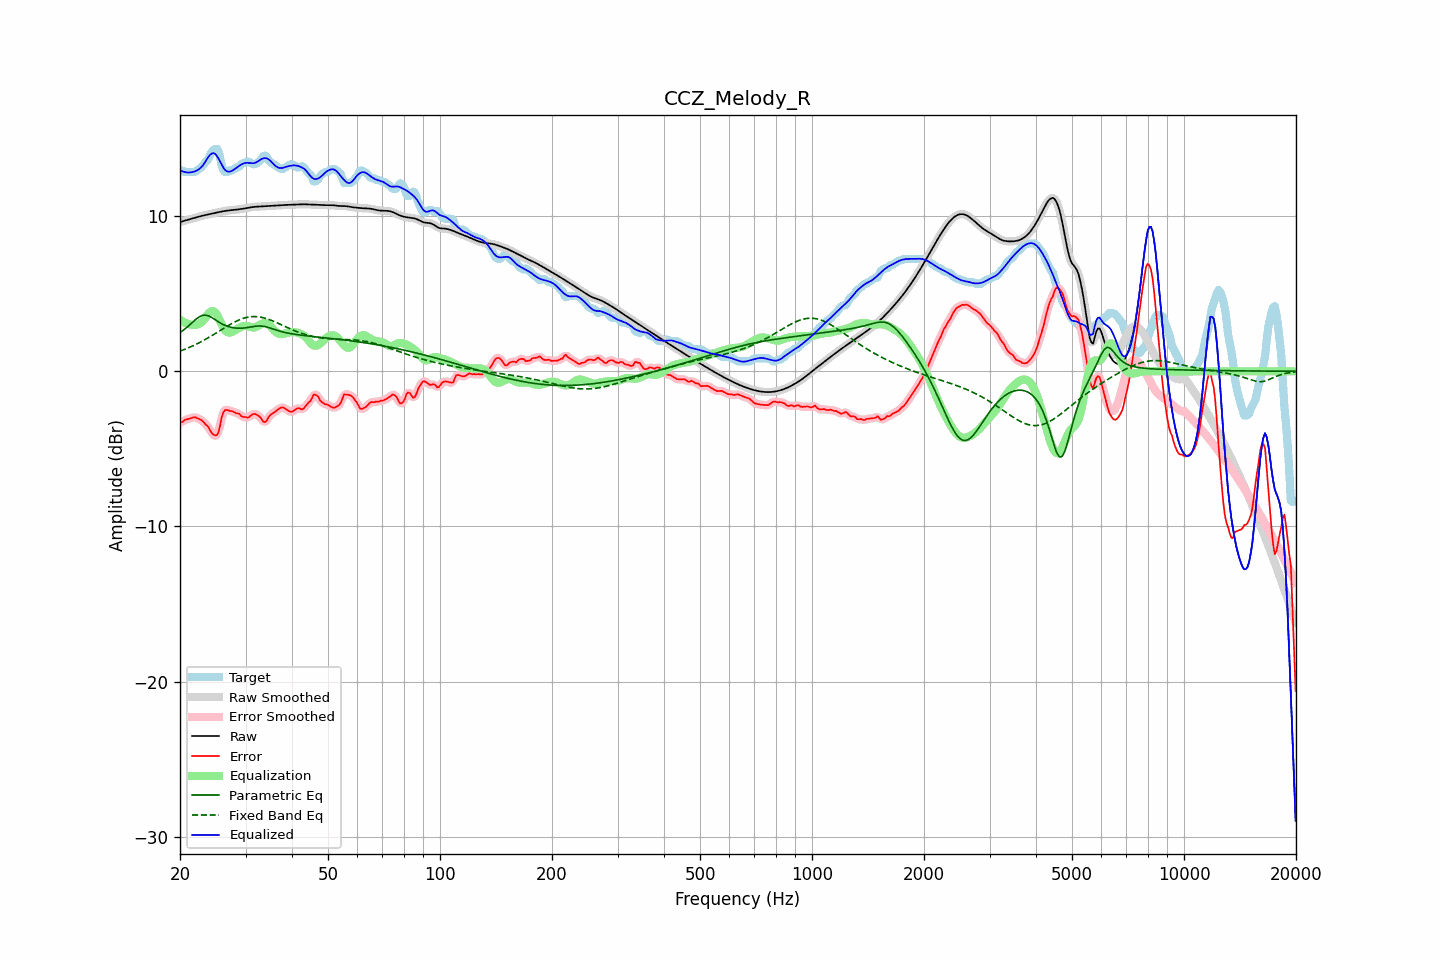 CCZ_Melody_R
Amplitude (dBr)
10
0
−10
−20
−30
Target
Raw Smoothed
Error Smoothed
Raw
Error
Equalization
Parametric Eq
Fixed Band Eq
Equalized
20 50 100 200 500 1000 2000 5000 10000 20000
Frequency (Hz)